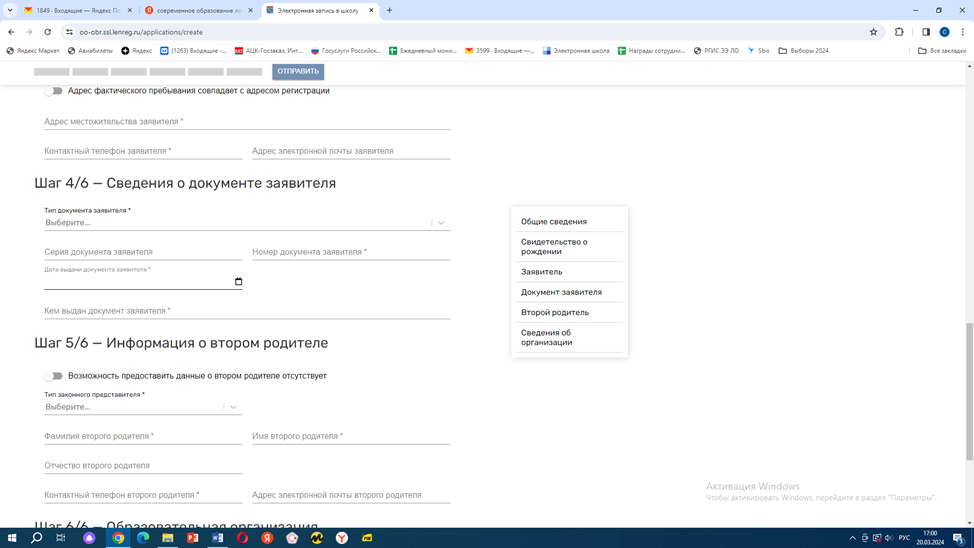 1849 · Входящие — Яндекс По
современное образование л
Электронная запись в школу
oo-obr.ssl.lenreg.ru/applications/create
Яндекс Маркет
Авиабилеты
Яндекс
(1263) Входящие -...
АЦК-Госзаказ. Инт...
Госуслуги Российск...
Ежедневный мони...
3599 · Входящие —...
Электронная школа
Награды сотрудни...
РГИС ЭЭ ЛО
Sbis
Выборы 2024
Все закладки
ОТПРАВИТЬ
Адрес фактического пребывания совпадает с адресом регистрации
Адрес местожительства заявителя *
Контактный телефон заявителя * Адрес электронной почты заявителя
Шаг 4/6 — Сведения о документе заявителя
Тип документа заявителя *
Выберите...
Серия документа заявителя Номер документа заявителя *
Дата выдачи документа заявителя *
Кем выдан документ заявителя *
Шаг 5/6 — Информация о втором родителе
Возможность предоставить данные о втором родителе отсутствует
Тип законного представителя *
Выберите...
Фамилия второго родителя * Имя второго родителя *
Отчество второго родителя
Контактный телефон второго родителя * Адрес электронной почты второго родителя
Шаг 6/6 — Образовательная организация
Общие сведения
Свидетельство о
рождении
Заявитель
Документ заявителя
Второй родитель
Сведения об
организации
Активация Windows
Чтобы активировать Windows, перейдите в раздел "Параметры".
РУС
17:00
20.03.2024